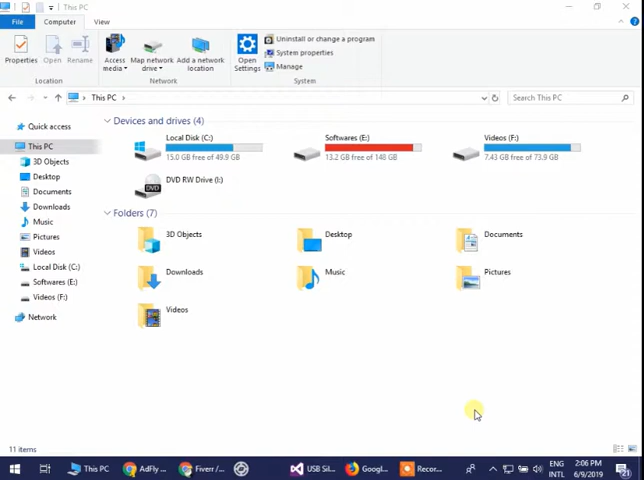 This PC
File Computer View
Properties Open Rename Access media Map network drive Add a network location Open Settings
Uninstall or change a program
System properties
Manage
Location Network System
This PC
Search This PC
Quick access
This PC
3D Objects
Desktop
Documents
Downloads
Music
Pictures
Videos
Local Disk (C:)
Softwares (E:)
Videos (F:)
Network
Devices and drives (4)
Local Disk (C:)
15.0 GB free of 49.9 GB
Softwares (E:)
13.2 GB free of 148 GB
Videos (F:)
7.43 GB free of 73.9 GB
DVD
DVD RW Drive (I:)
Folders (7)
3D Objects
Desktop
Documents
Downloads
Music
Pictures
Videos
11 items
This PC AdFly ... Fiverr /... USB Sil... Googl... Recor...
ENG
INTL
2:06 PM
6/9/2019
21